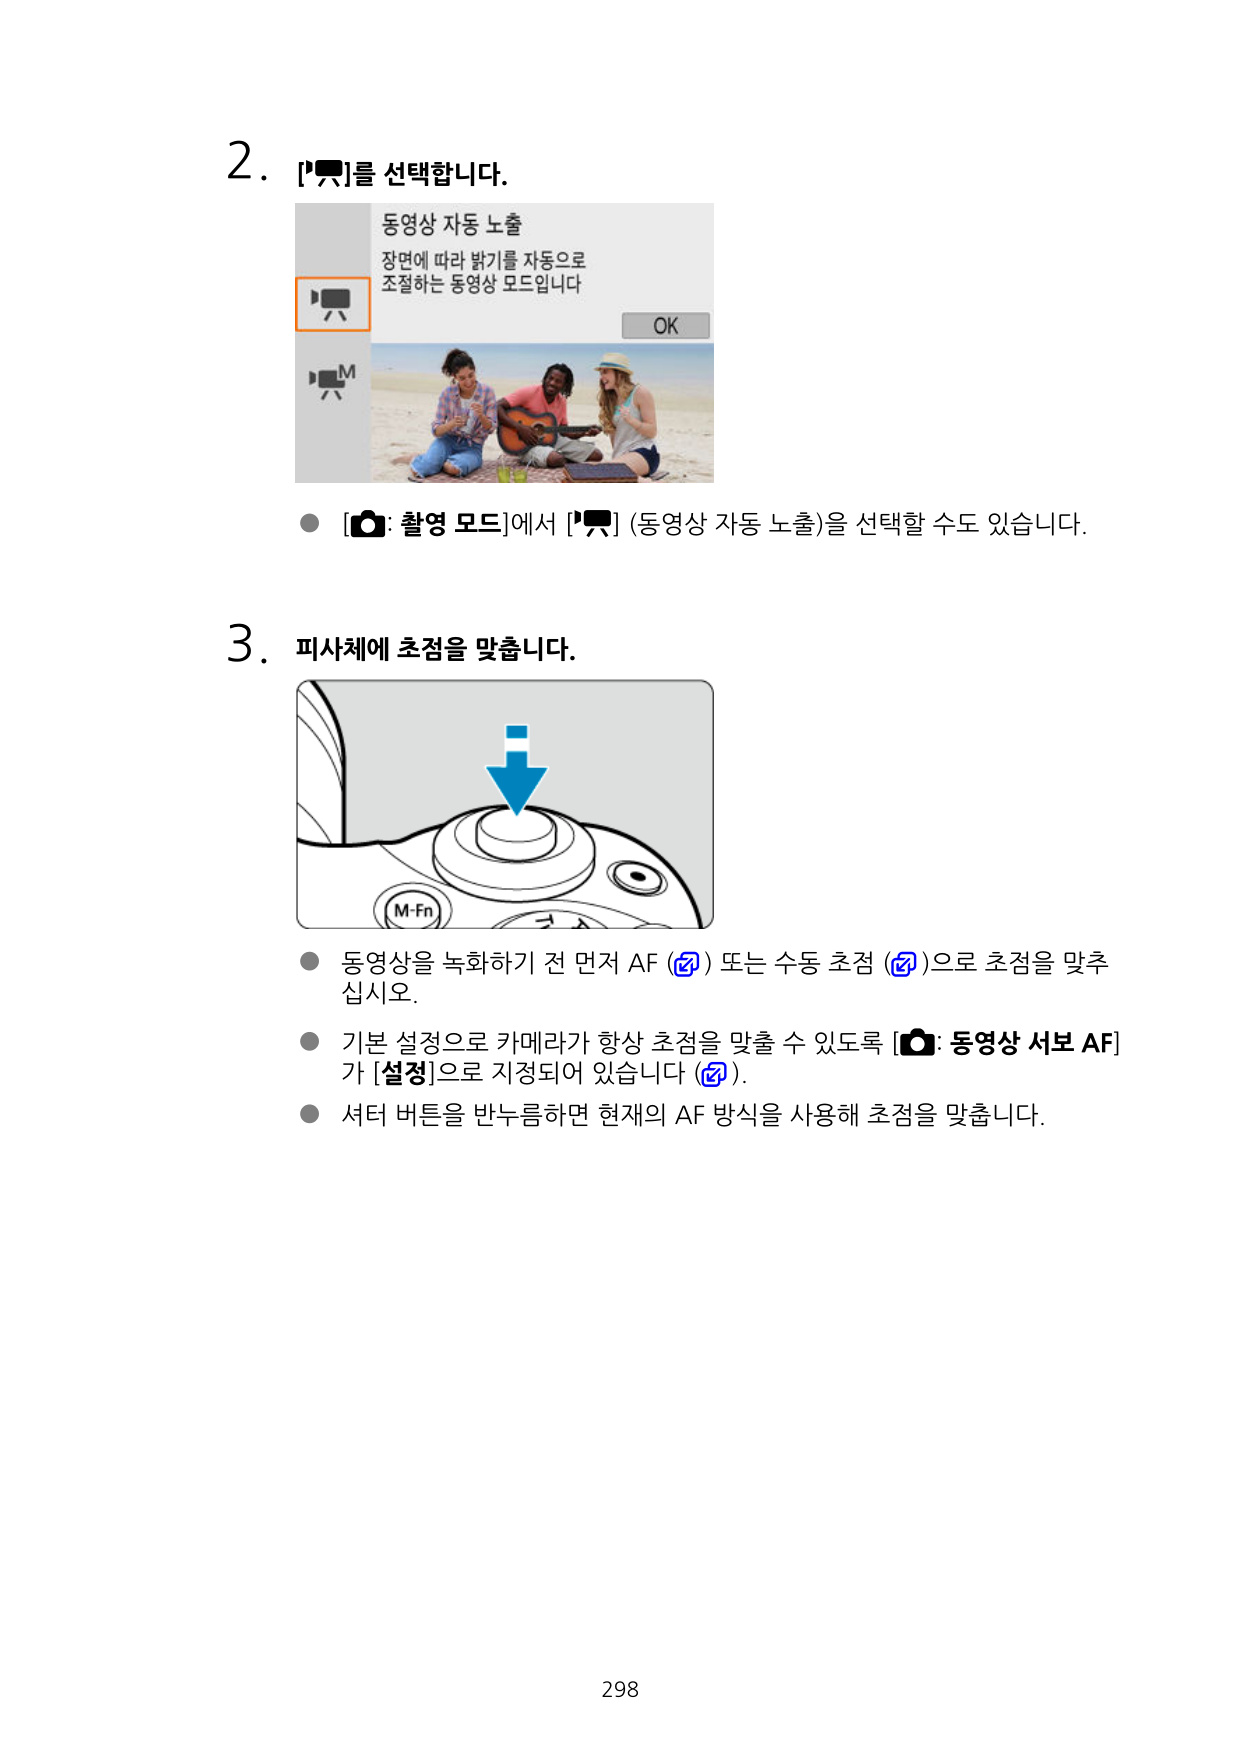 2. []를 선택합니다.
동영상 자동 노출
장면에 따라 밝기를 자동으로
조절하는 동영상 모드입니다
OK
M
● [: 촬영 모드]에서 [] (동영상 자동 노출)을 선택할 수도 있습니다.
3. 피사체에 초점을 맞춥니다.
M-Fn
Tv
● 동영상을 녹화하기 전 먼저 AF () 또는 수동 초점 ()으로 초점을 맞추
십시오.
● 기본 설정으로 카메라가 항상 초점을 맞출 수 있도록 [: 동영상 서보 AF]
가 [설정]으로 지정되어 있습니다 ().
● 셔터 버튼을 반누름하면 현재의 AF 방식을 사용해 초점을 맞춥니다.
298